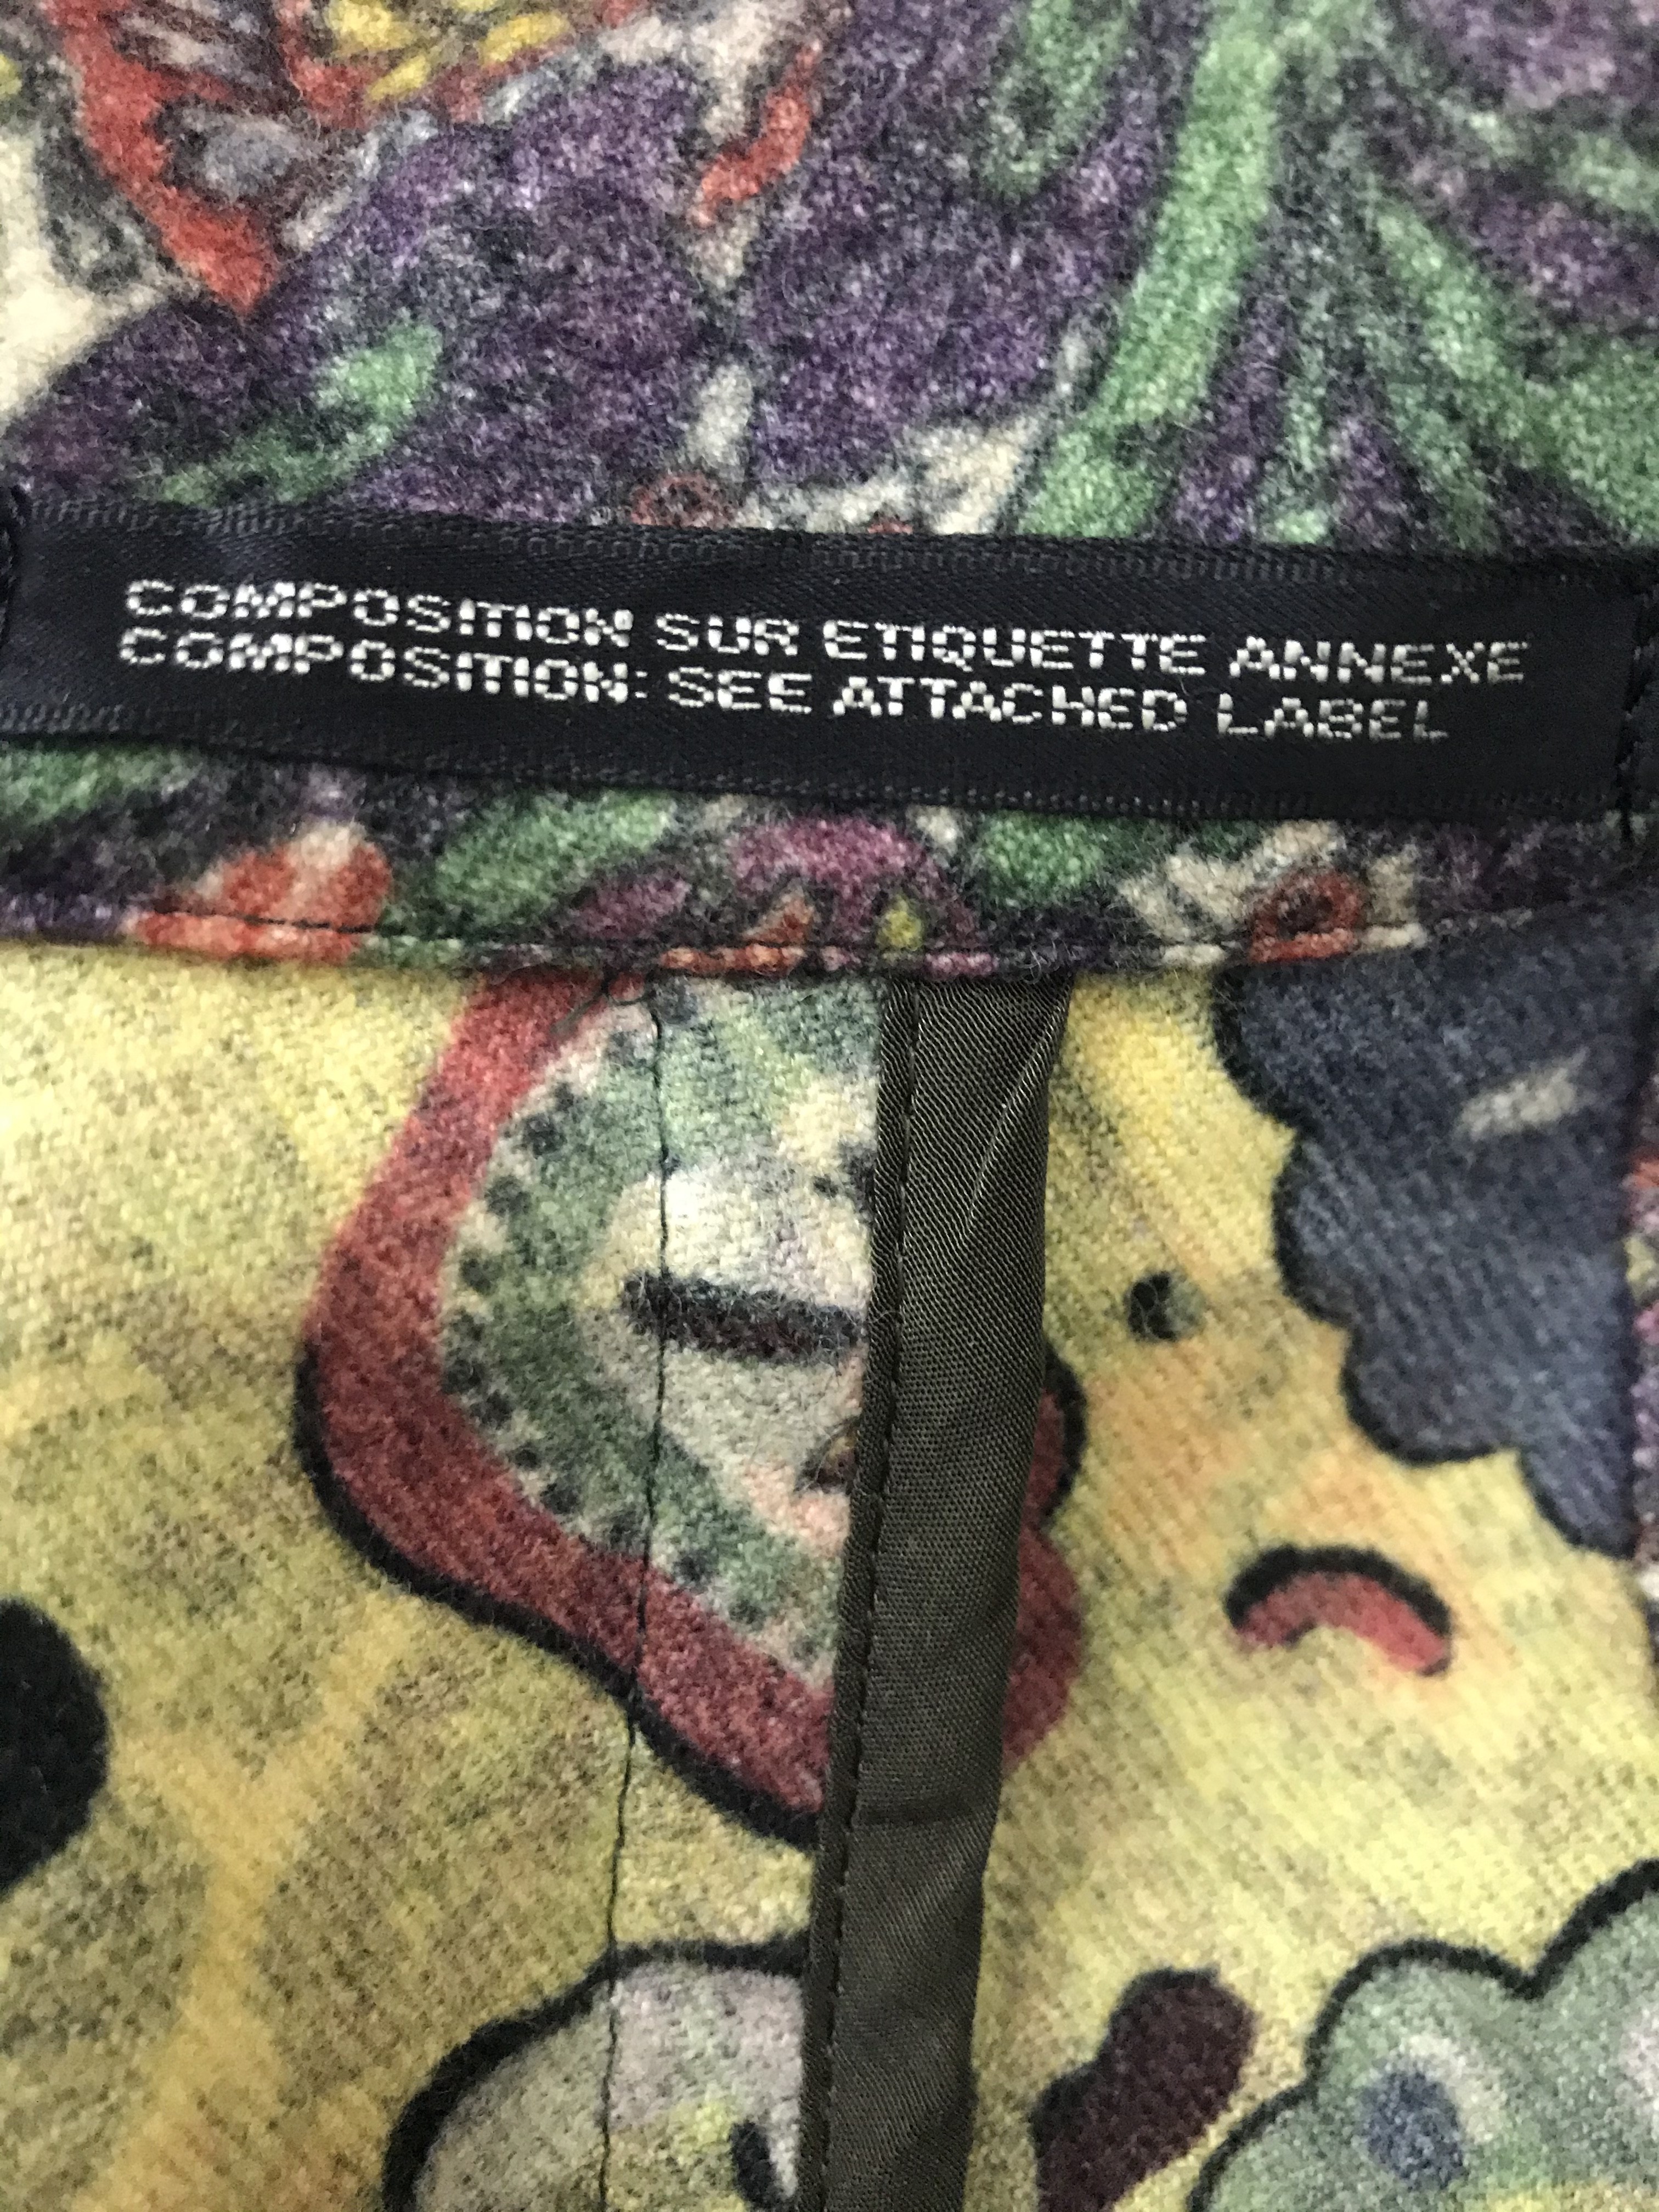 COMPOSITION SUR ETIQUETTE ANNEXE
COMPOSITION: SEE ATTACHED LABEL